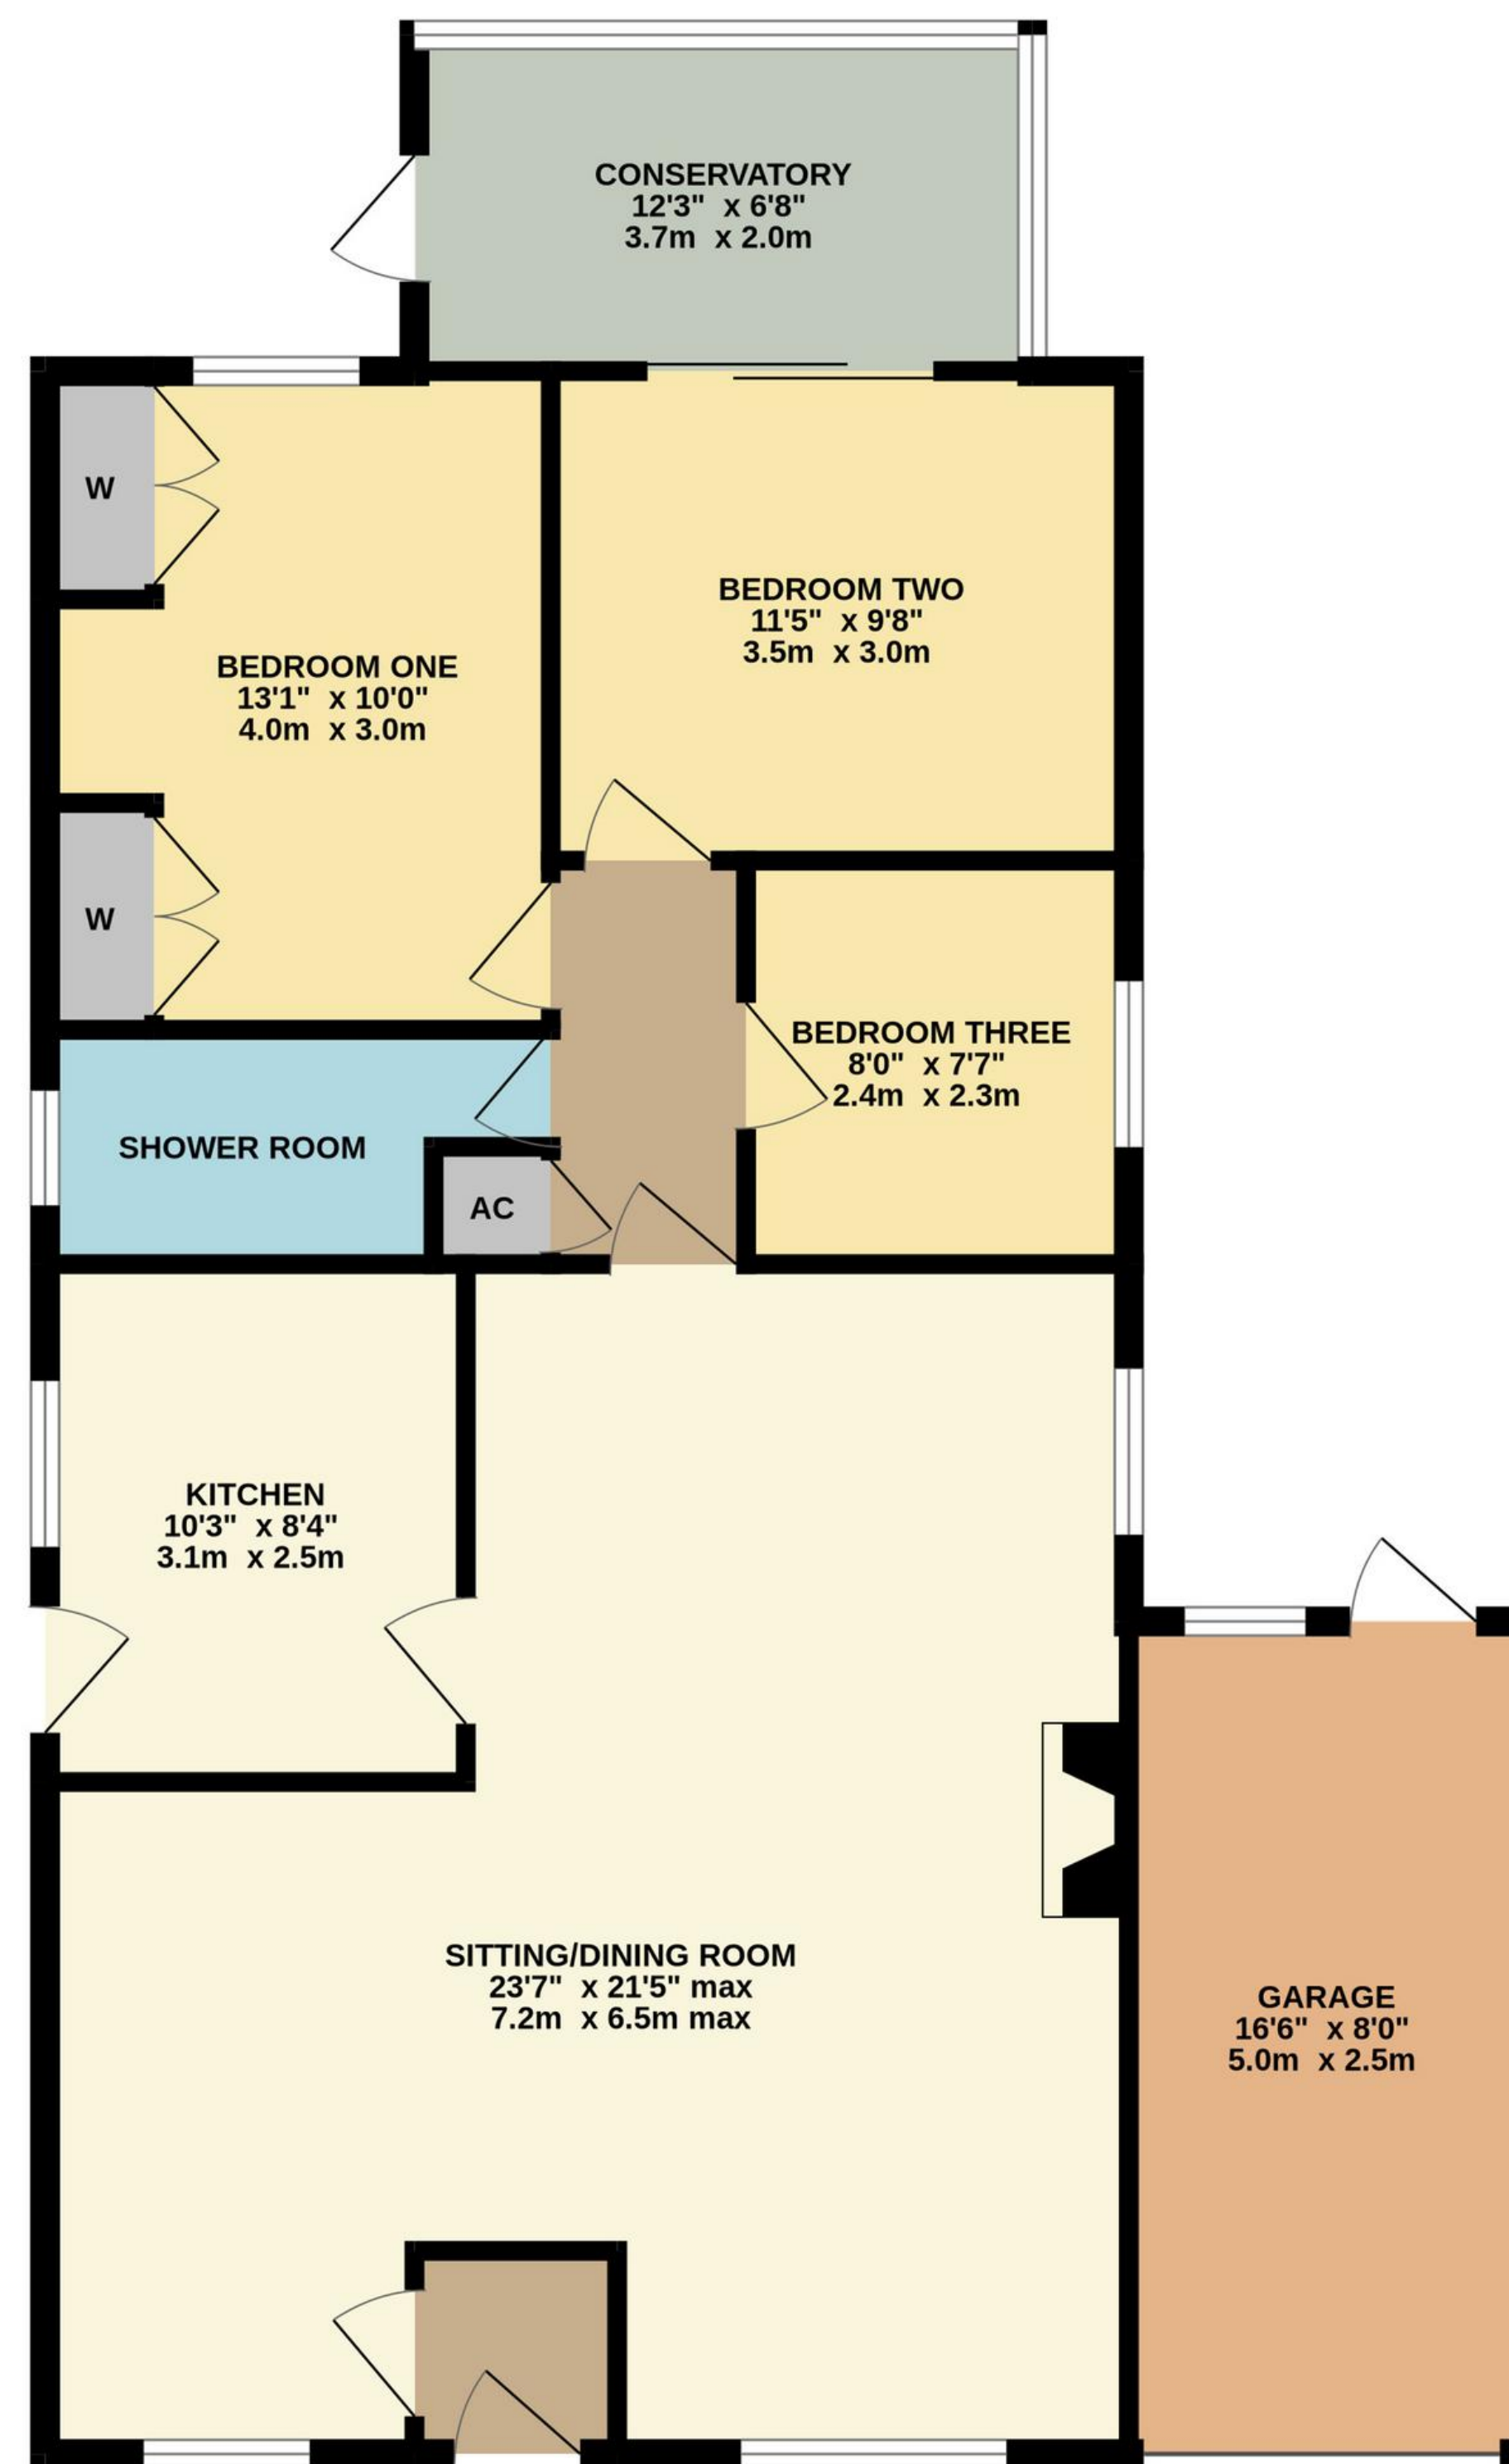 CONSERVATORY
12'3" x 6'8"
3.7m x 2.0m
W
BEDROOM TWO
11'5" x 9'8"
3.5m x 3.0m
BEDROOM ONE
13'1" x 10'0"
4.0m x 3.0m
W
BEDROOM THREE
8'0" x 7'7"
2.4m x 2.3m
SHOWER ROOM
AC
KITCHEN
10'3" x 8'4"
3.1m x 2.5m
SITTING/DINING ROOM
23'7" x 21'5" max
7.2m x 6.5m max
GARAGE
16'6" x 8'0"
5.0m x 2.5m